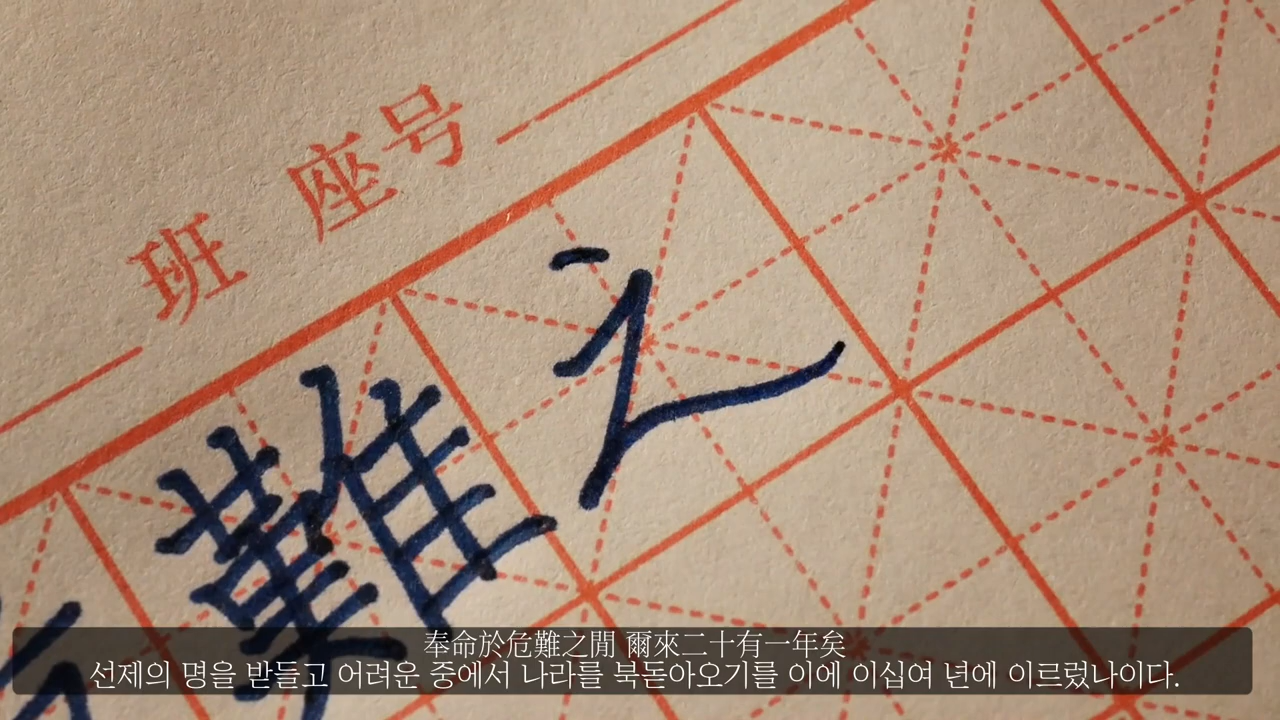 班 座号
難之
奉命於危難之閒 爾來二十有一年矣
선제의 명을 받들고 어려운 중에서 나라를 북돋아오기를 이에 이십여 년에 이르렀나이다.